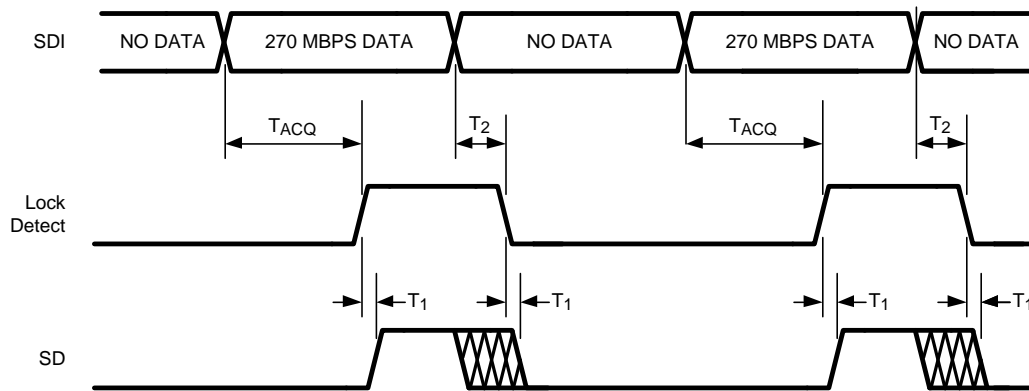 SDI NO DATA 270 MBPS DATA NO DATA 270 MBPS DATA NO DATA
TACQ T2 TACQ T2
Lock
Detect
T1 T1 T1 T1
SD